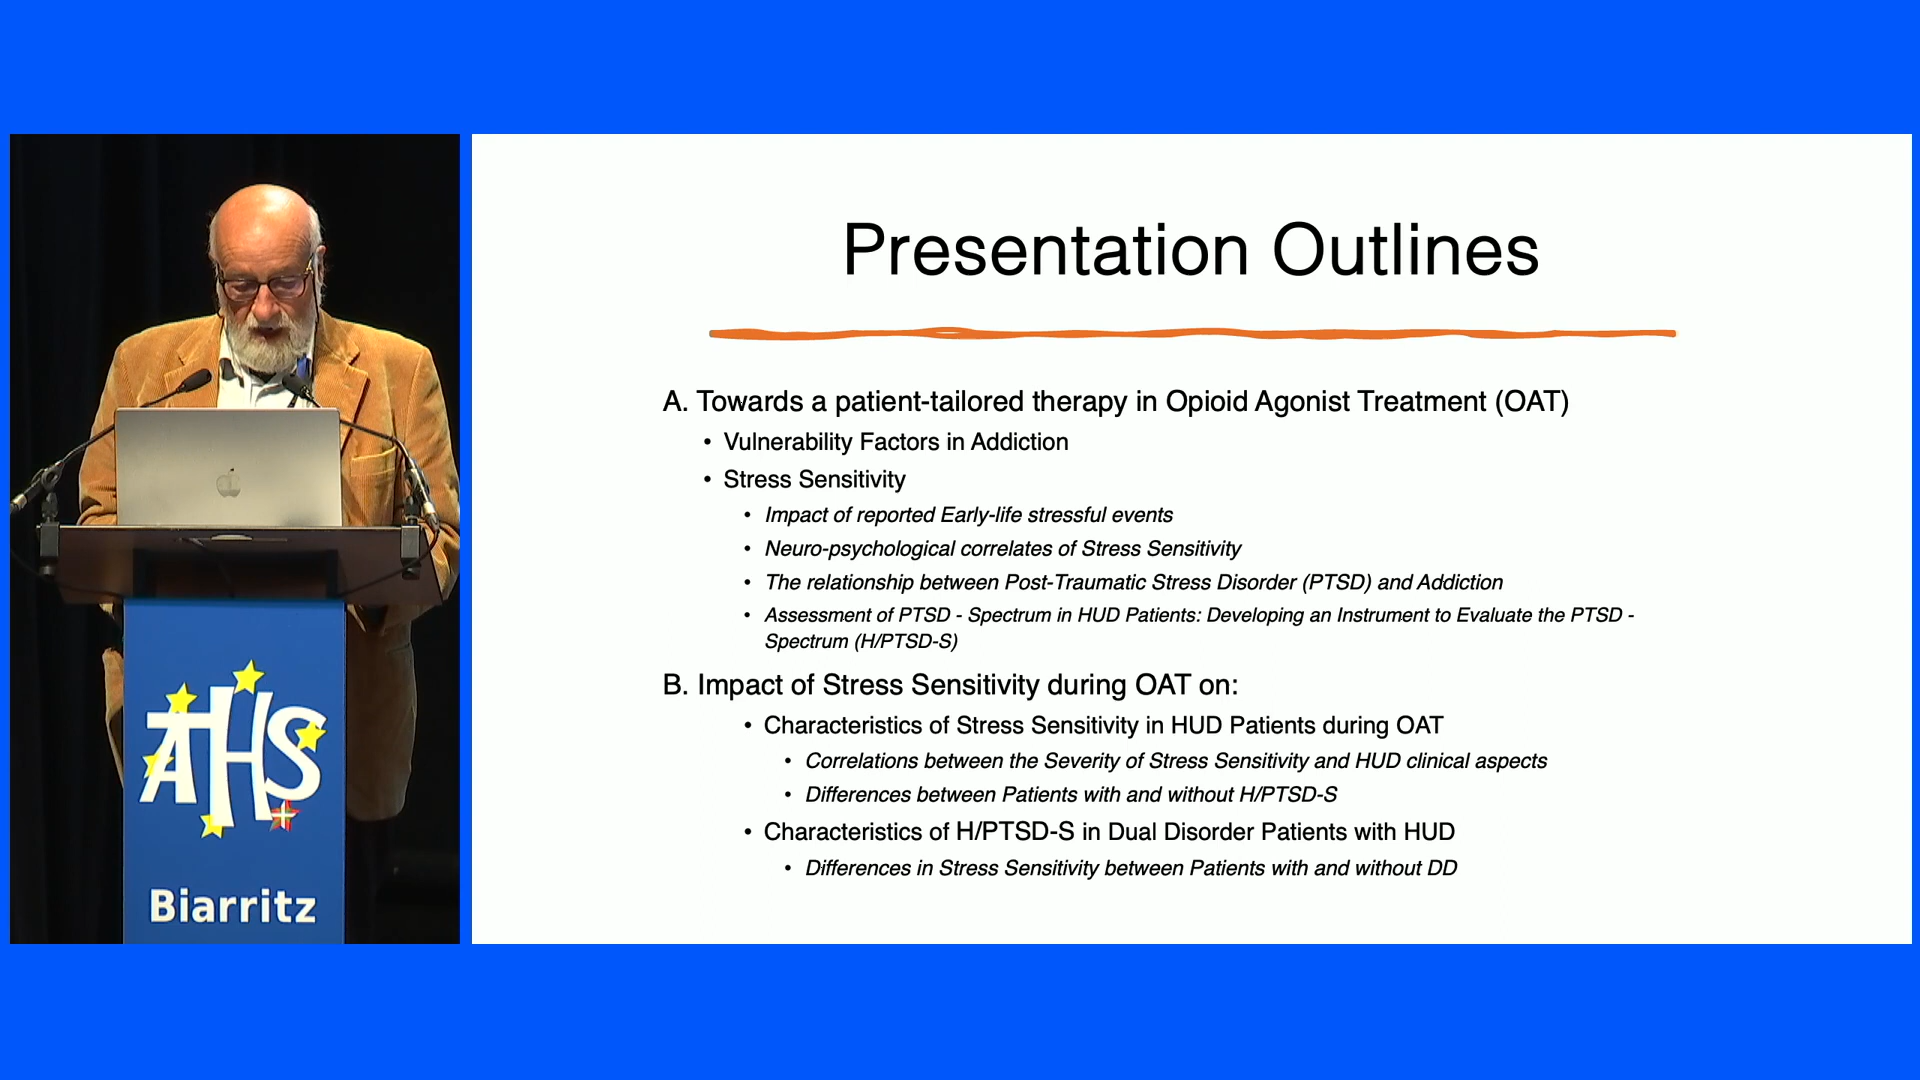 Presentation Outlines
A. Towards a patient-tailored therapy in Opioid Agonist Treatment (OAT)
• Vulnerability Factors in Addiction
• Stress Sensitivity
• Impact of reported Early-life stressful events
• Neuro-psychological correlates of Stress Sensitivity
• The relationship between Post-Traumatic Stress Disorder (PTSD) and Addiction
• Assessment of PTSD - Spectrum in HUD Patients: Developing an Instrument to Evaluate the PTSD -
Spectrum (H/PTSD-S)
B. Impact of Stress Sensitivity during OAT on:
• Characteristics of Stress Sensitivity in HUD Patients during OAT
• Correlations between the Severity of Stress Sensitivity and HUD clinical aspects
• Differences between Patients with and without H/PTSD-S
• Characteristics of H/PTSD-S in Dual Disorder Patients with HUD
• Differences in Stress Sensitivity between Patients with and without DD
ATHS
Biarritz